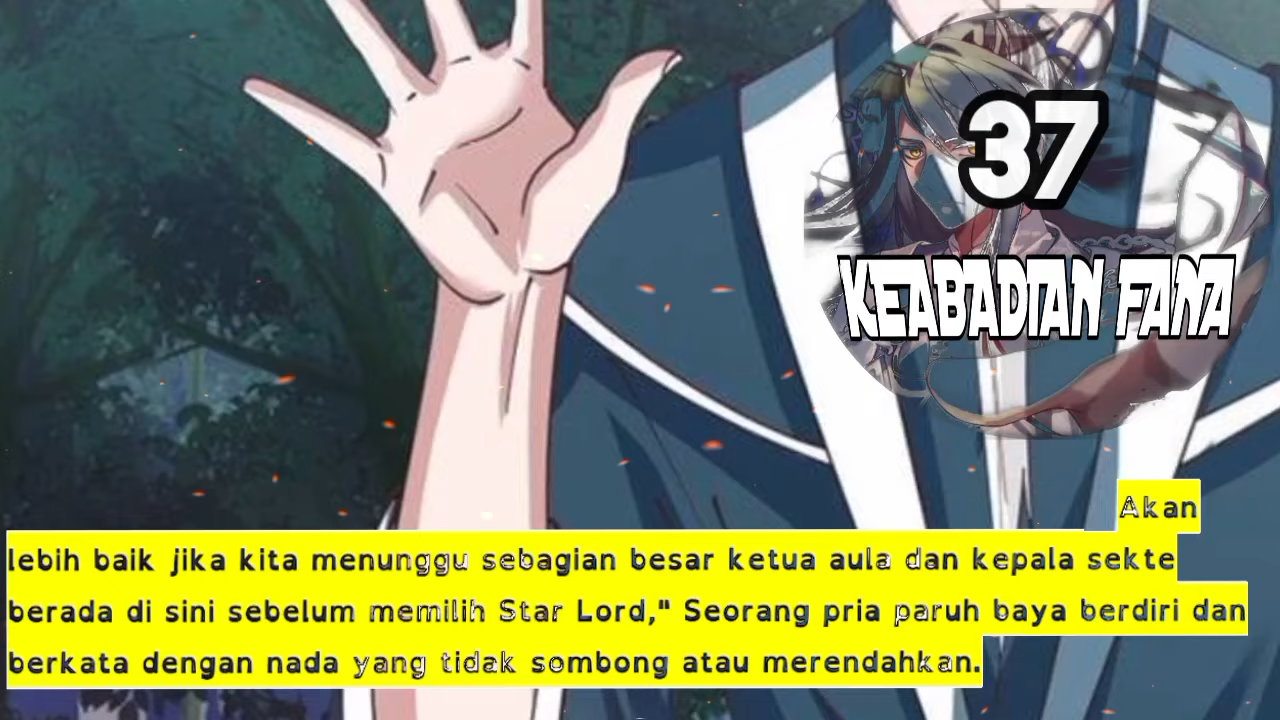 37
KEABADIAN FANA
Akan
lebih baik jika kita menunggu sebagian besar ketua aula dan kepala sekte
berada di sini sebelum memilih Star Lord," Seorang pria paruh baya berdiri dan
berkata dengan nada yang tidak sombong atau merendahkan.